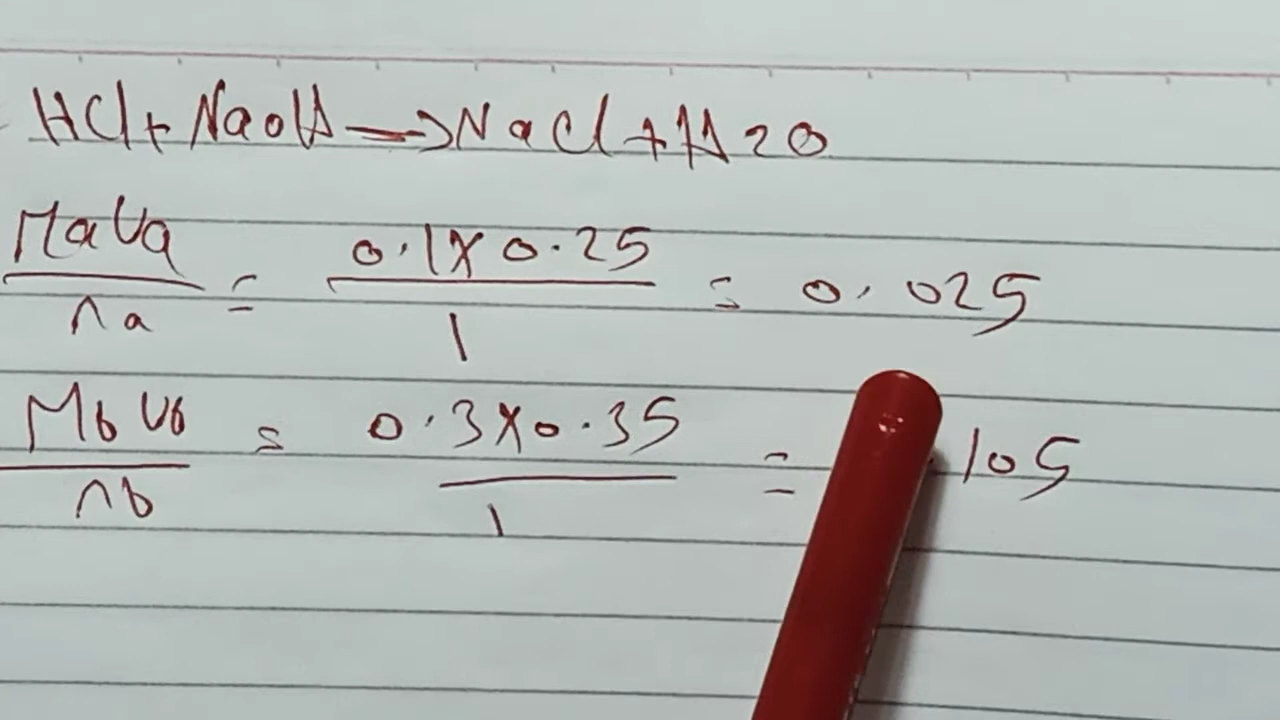 HCl + NaOH → NaCl + H2O
MaVa / na = 0.1 x 0.25 / 1 = 0.025
MbVb / nb = 0.3 x 0.35 / 1 = .105